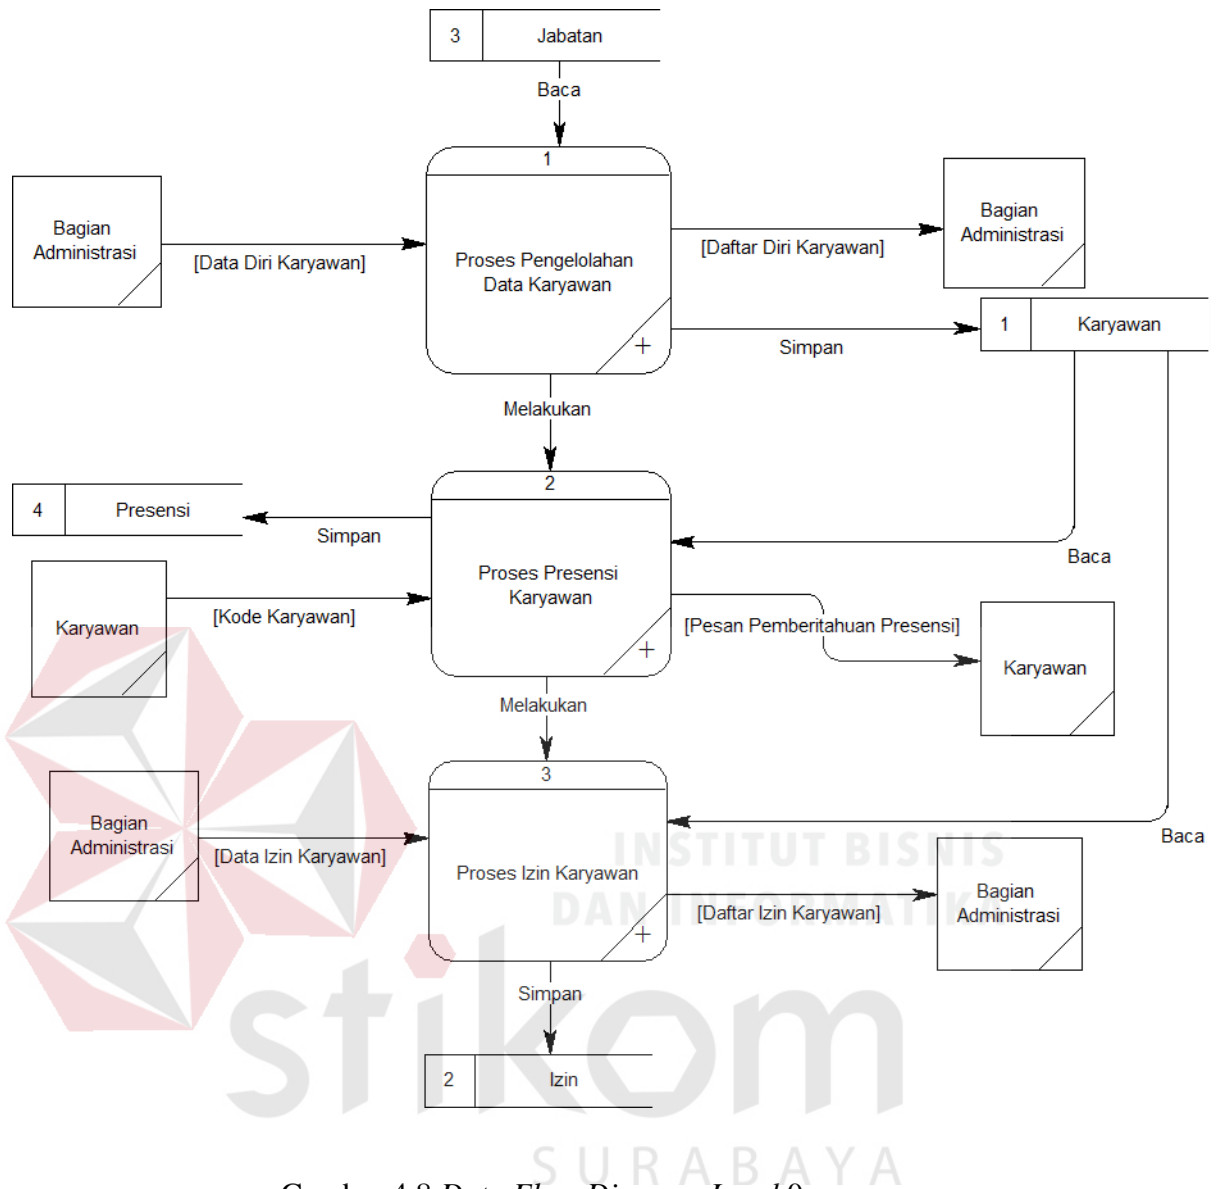 3 Jabatan
Baca
1
Proses Pengelolahan
Data Karyawan
Bagian
Administrasi
[Data Diri Karyawan]
[Daftar Diri Karyawan]
Bagian
Administrasi
Simpan
1 Karyawan
Melakukan
2
Proses Presensi
Karyawan
4 Presensi
Simpan
Baca
Karyawan
[Kode Karyawan]
[Pesan Pemberitahuan Presensi]
Karyawan
Melakukan
3
Proses Izin Karyawan
Bagian
Administrasi
[Data Izin Karyawan]
Baca
[Daftar Izin Karyawan]
Bagian
Administrasi
Simpan
2 Izin
INSTITUT BISNIS
DAN INFORMATIKA
stikom
SURABAYA